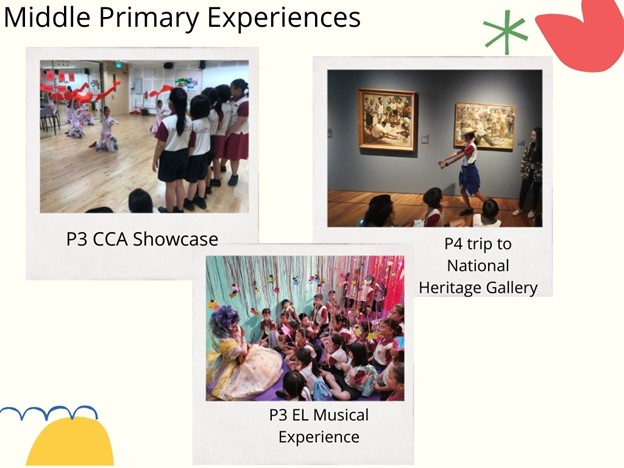 Middle Primary Experiences
P3 CCA Showcase
P4 trip to
National
Heritage Gallery
P3 EL Musical
Experience